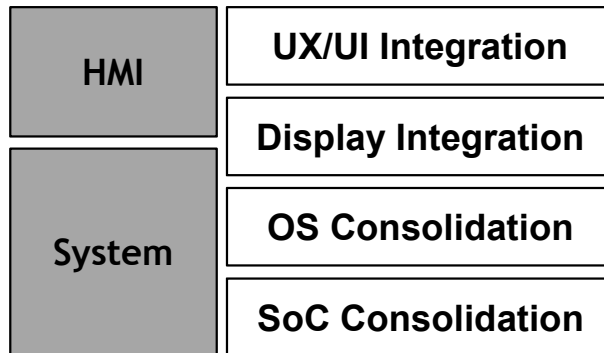 HMI
UX/UI Integration
Display Integration
System
OS Consolidation
SoC Consolidation